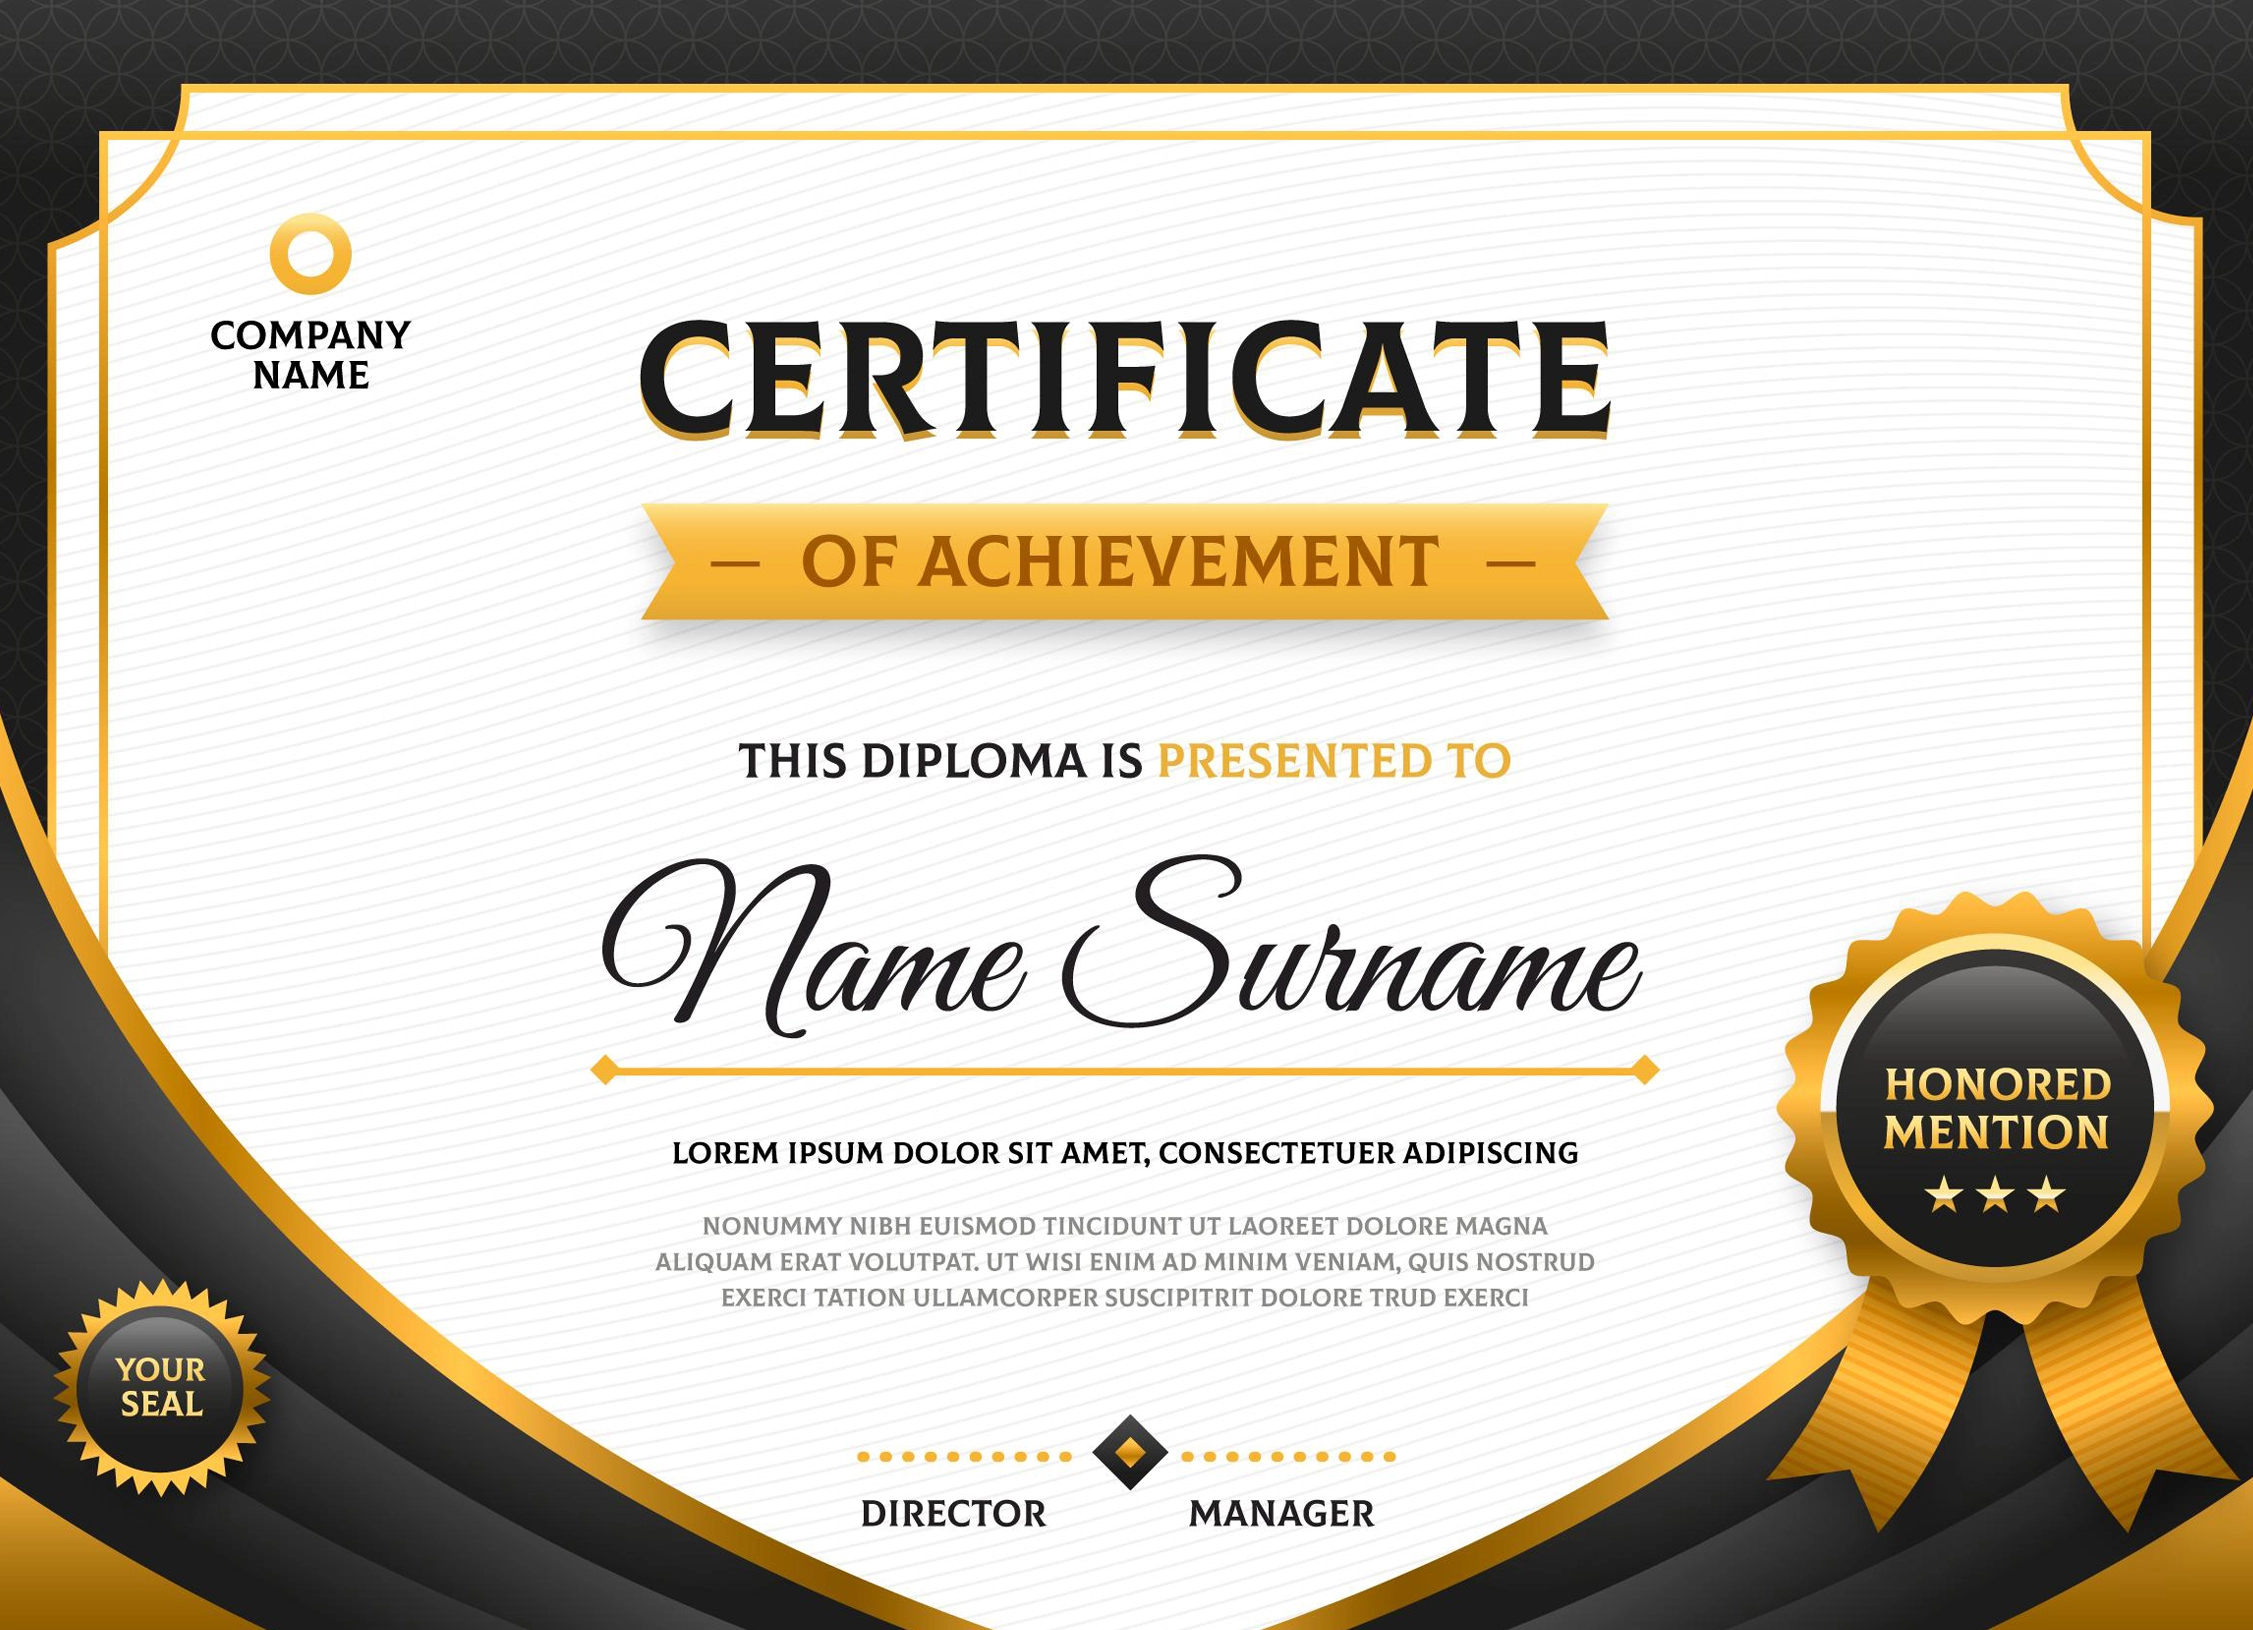 COMPANY
NAME
CERTIFICATE
— OF ACHIEVEMENT —
THIS DIPLOMA IS PRESENTED TO
Name Surname
LOREM IPSUM DOLOR SIT AMET, CONSECTETUER ADIPISCING
NONUMMY NIBH EUISMOD TINCIDUNT UT LAOREET DOLORE MAGNA
ALIQUAM ERAT VOLUTPAT. UT WISI ENIM AD MINIM VENIAM, QUIS NOSTRUD
EXERCI TATION ULLAMCORPER SUSCIPITRIT DOLORE TRUD EXERCI
HONORED
MENTION
YOUR
SEAL
DIRECTOR
MANAGER